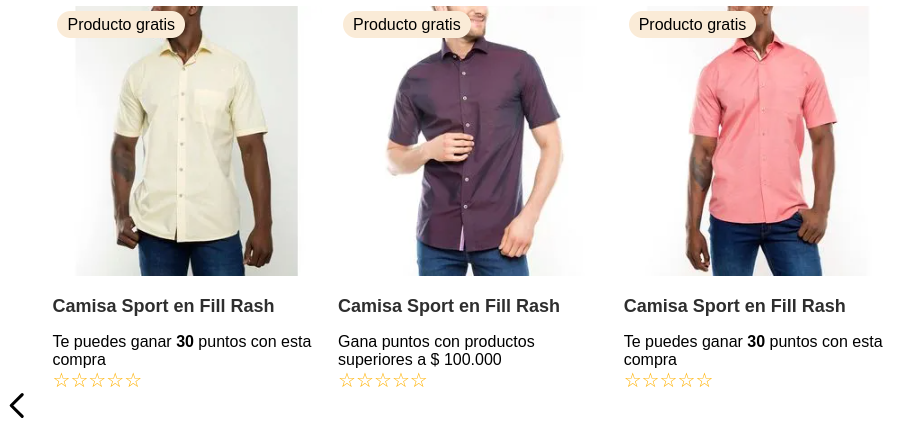 Producto gratis
Producto gratis
Producto gratis
Camisa Sport en Fill Rash
Te puedes ganar 30 puntos con esta
compra
☆☆☆☆☆
Camisa Sport en Fill Rash
Gana puntos con productos
superiores a $ 100.000
☆☆☆☆☆
Camisa Sport en Fill Rash
Te puedes ganar 30 puntos con esta
compra
☆☆☆☆☆